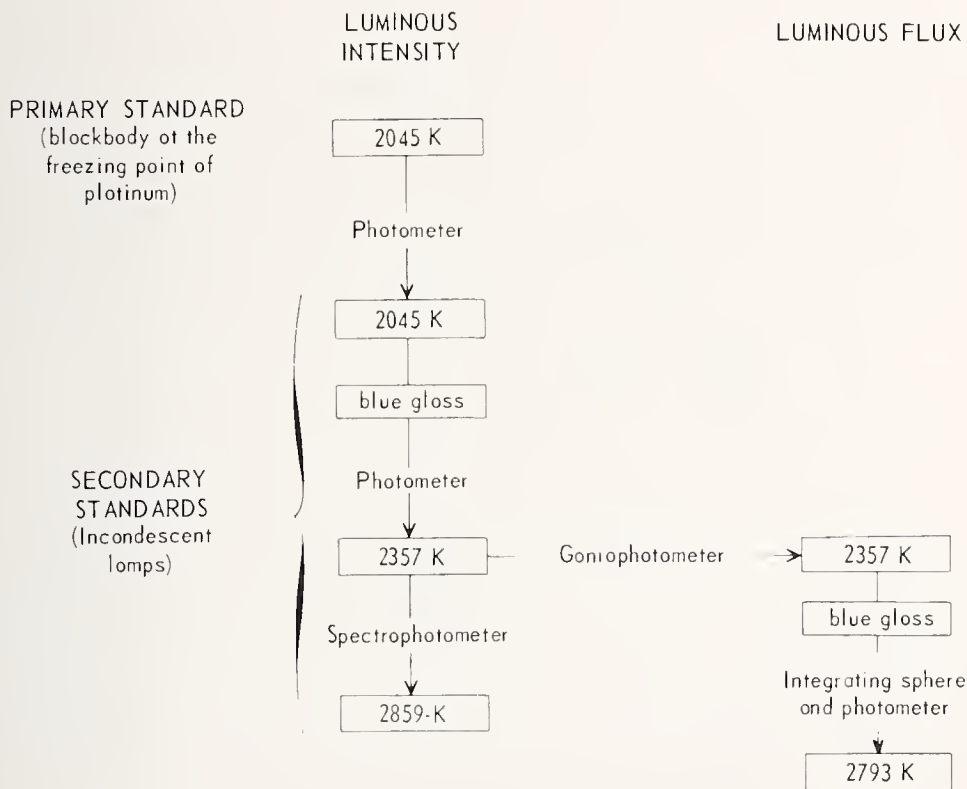 LUMINOUS
INTENSITY
LUMINOUS FLUX
PRIMARY STANDARD
(blockbody ot the
freezing point of
plotinum)
2045 K
Photometer
2045 K
blue gloss
Photometer
SECONDARY
STANDARDS
(Incondescent
lomps)
2357 K
Goniophotometer
2357 K
blue gloss
Spectrophotometer
Integrating sphere
ond photometer
2859-K
2793 K